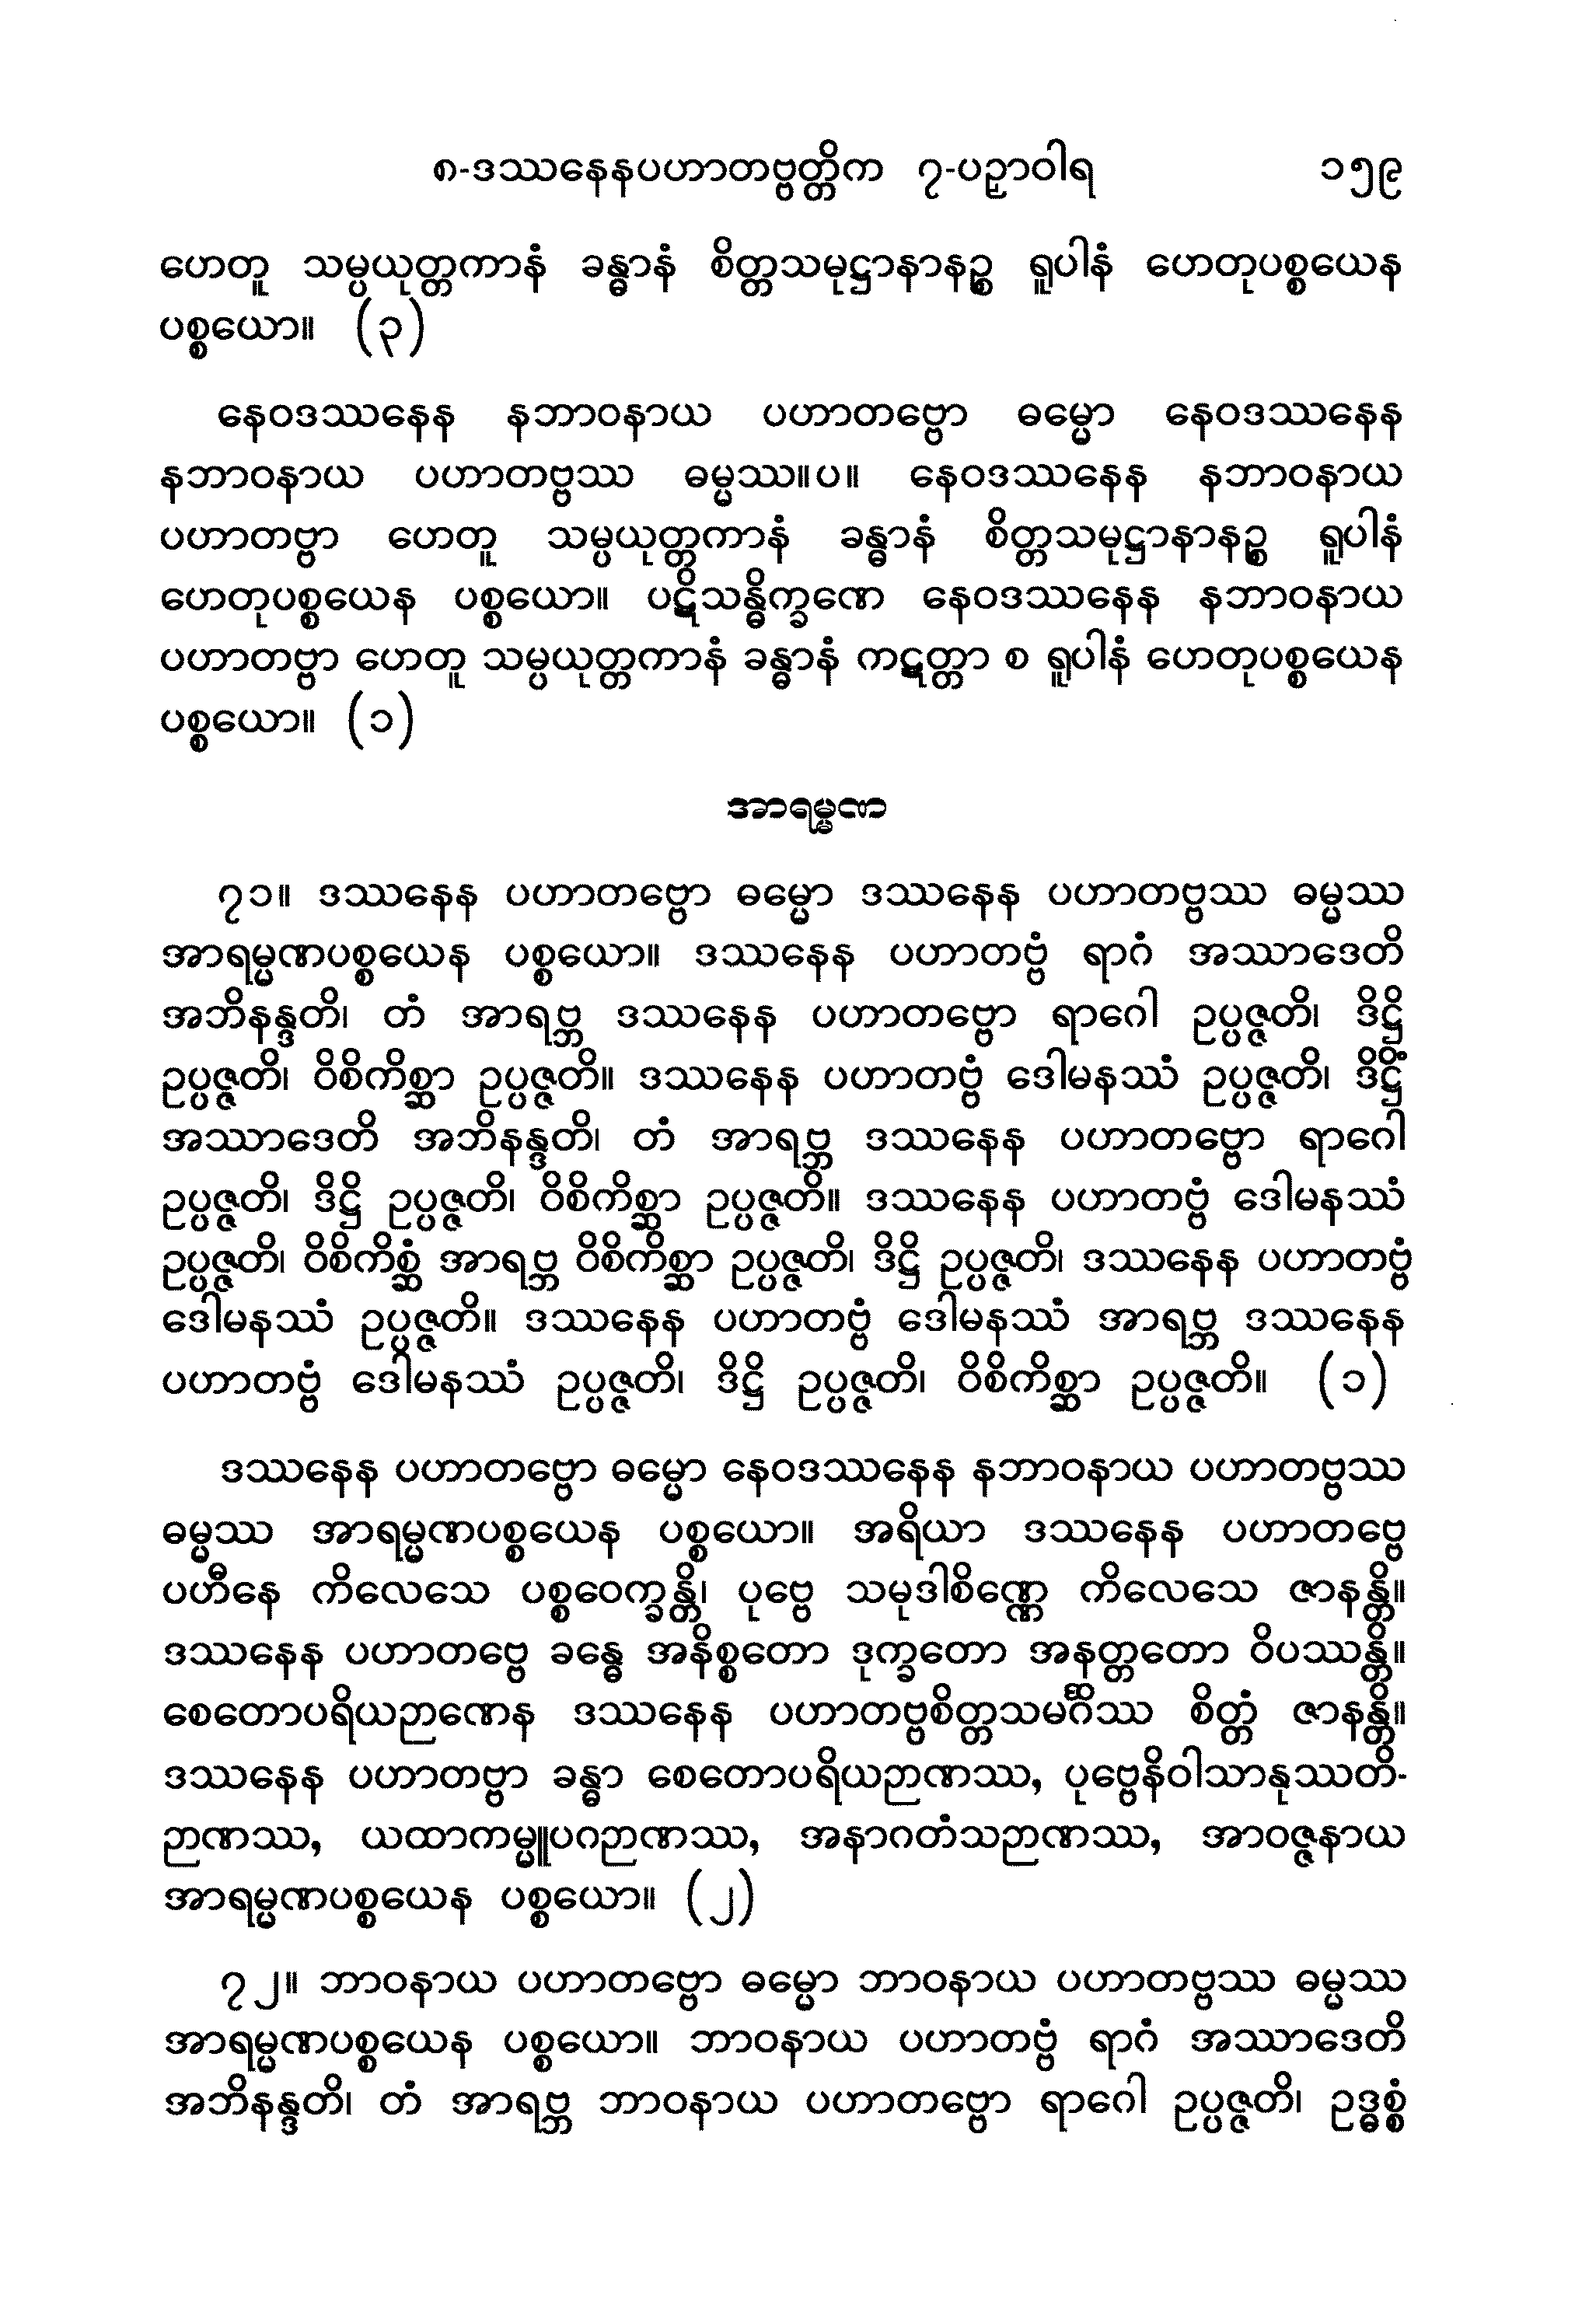 ၈-ဒဿနေနပဟာတဗ္ဗတ္တိက ၇-ပဉှာဝါရ ၁၅၉
ဟေတူ သမ္ပယုတ္တကာနံ ခန္ဓာနံ စိတ္တသမုဋ္ဌာနာနဉ္စ ရူပါနံ ဟေတုပစ္စယေန
ပစ္စယော။ (၃)
နေဝဒဿနေန နဘာဝနာယ ပဟာတဗ္ဗော ဓမ္မော နေဝဒဿနေန
နဘာဝနာယ ပဟာတဗ္ဗဿ ဓမ္မဿ။ပ။ နေဝဒဿနေန နဘာဝနာယ
ပဟာတဗ္ဗာ ဟေတူ သမ္ပယုတ္တကာနံ ခန္ဓာနံ စိတ္တသမုဋ္ဌာနာနဉ္စ ရူပါနံ
ဟေတုပစ္စယေန ပစ္စယော။ ပဋိသန္ဓိက္ခဏေ နေဝဒဿနေန နဘာဝနာယ
ပဟာတဗ္ဗာ ဟေတူ သမ္ပယုတ္တကာနံ ခန္ဓာနံ ကဋတ္တာ စ ရူပါနံ ဟေတုပစ္စယေန
ပစ္စယော။ (၁)
အာရမ္မဏ
၇၁။ ဒဿနေန ပဟာတဗ္ဗော ဓမ္မော ဒဿနေန ပဟာတဗ္ဗဿ ဓမ္မဿ
အာရမ္မဏပစ္စယေန ပစ္စယော။ ဒဿနေန ပဟာတဗ္ဗံ ရာဂံ အဿာဒေတိ
အဘိနန္ဒတိ၊ တံ အာရဗ္ဘ ဒဿနေန ပဟာတဗ္ဗော ရာဂေါ ဥပ္ပဇ္ဇတိ၊ ဒိဋ္ဌိ
ဥပ္ပဇ္ဇတိ၊ ဝိစိကိစ္ဆာ ဥပ္ပဇ္ဇတိ။ ဒဿနေန ပဟာတဗ္ဗံ ဒေါမနဿံ ဥပ္ပဇ္ဇတိ၊ ဒိဋ္ဌိံ
အဿာဒေတိ အဘိနန္ဒတိ၊ တံ အာရဗ္ဘ ဒဿနေန ပဟာတဗ္ဗော ရာဂေါ
ဥပ္ပဇ္ဇတိ၊ ဒိဋ္ဌိ ဥပ္ပဇ္ဇတိ၊ ဝိစိကိစ္ဆာ ဥပ္ပဇ္ဇတိ။ ဒဿနေန ပဟာတဗ္ဗံ ဒေါမနဿံ
ဥပ္ပဇ္ဇတိ၊ ဝိစိကိစ္ဆံ အာရဗ္ဘ ဝိစိကိစ္ဆာ ဥပ္ပဇ္ဇတိ၊ ဒိဋ္ဌိ ဥပ္ပဇ္ဇတိ၊ ဒဿနေန ပဟာတဗ္ဗံ
ဒေါမနဿံ ဥပ္ပဇ္ဇတိ။ ဒဿနေန ပဟာတဗ္ဗံ ဒေါမနဿံ အာရဗ္ဘ ဒဿနေန
ပဟာတဗ္ဗံ ဒေါမနဿံ ဥပ္ပဇ္ဇတိ၊ ဒိဋ္ဌိ ဥပ္ပဇ္ဇတိ၊ ဝိစိကိစ္ဆာ ဥပ္ပဇ္ဇတိ။ (၁)
ဒဿနေန ပဟာတဗ္ဗော ဓမ္မော နေဝဒဿနေန နဘာဝနာယ ပဟာတဗ္ဗဿ
ဓမ္မဿ အာရမ္မဏပစ္စယေန ပစ္စယော။ အရိယာ ဒဿနေန ပဟာတဗ္ဗေ
ပဟီနေ ကိလေသေ ပစ္စဝေက္ခန္တိ၊ ပုဗ္ဗေ သမုဒါစိဏ္ဏေ ကိလေသေ ဇာနန္တိ။
ဒဿနေန ပဟာတဗ္ဗေ ခန္ဓေ အနိစ္စတော ဒုက္ခတော အနတ္တတော ဝိပဿန္တိ။
စေတောပရိယဉာဏေန ဒဿနေန ပဟာတဗ္ဗစိတ္တသမင်္ဂိဿ စိတ္တံ ဇာနန္တိ။
ဒဿနေန ပဟာတဗ္ဗာ ခန္ဓာ စေတောပရိယဉာဏဿ, ပုဗ္ဗေနိဝါသာနုဿတိ-
ဉာဏဿ, ယထာကမ္မူပဂဉာဏဿ, အနာဂတံသဉာဏဿ, အာဝဇ္ဇနာယ
အာရမ္မဏပစ္စယေန ပစ္စယော။ (၂)
၇၂။ ဘာဝနာယ ပဟာတဗ္ဗော ဓမ္မော ဘာဝနာယ ပဟာတဗ္ဗဿ ဓမ္မဿ
အာရမ္မဏပစ္စယေန ပစ္စယော။ ဘာဝနာယ ပဟာတဗ္ဗံ ရာဂံ အဿာဒေတိ
အဘိနန္ဒတိ၊ တံ အာရဗ္ဘ ဘာဝနာယ ပဟာတဗ္ဗော ရာဂေါ ဥပ္ပဇ္ဇတိ၊ ဥဒ္ဓစ္စံ